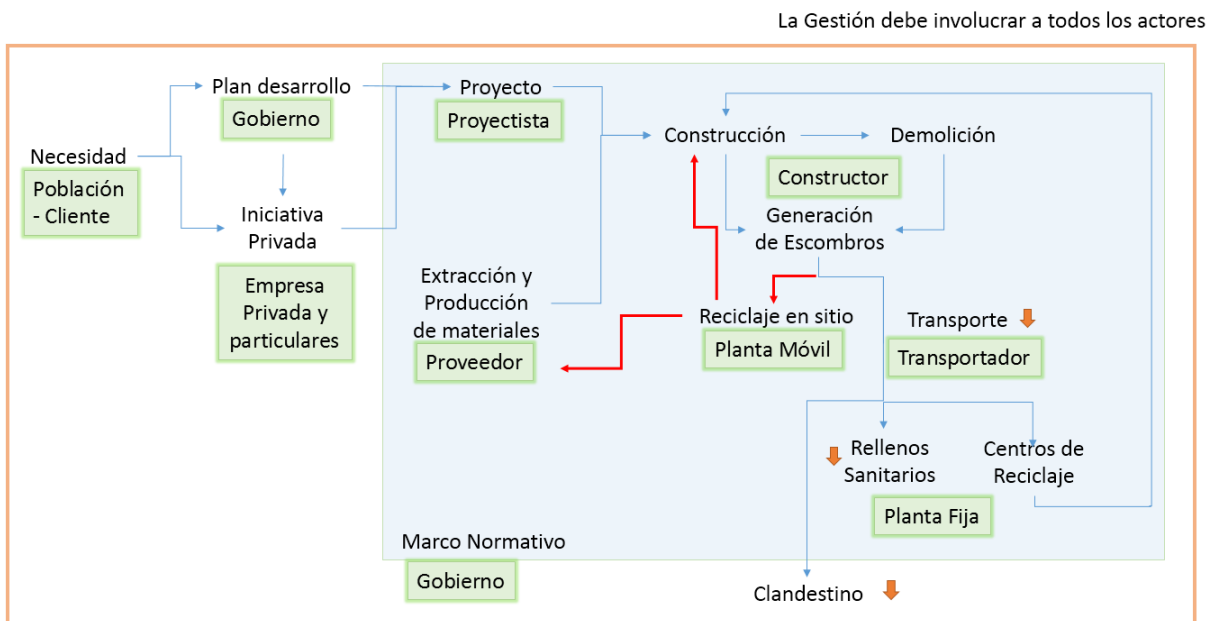 La Gestión debe involucrar a todos los actores
Plan desarrollo
Gobierno
Proyecto
Proyectista
Necesidad
Población
- Cliente
Construcción
Demolición
Constructor
Iniciativa
Privada
Generación
de Escombros
Empresa
Privada y
particulares
Extracción y
Producción
de materiales
Proveedor
Reciclaje en sitio
Planta Móvil
Transporte
Transportador
Rellenos
Sanitarios
Centros de
Reciclaje
Planta Fija
Marco Normativo
Gobierno
Clandestino